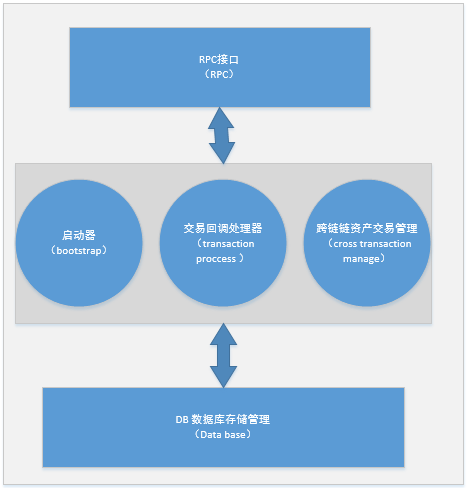 RPC接口
（RPC）
启动器
（bootstrap）
交易回调处理器
（transaction
proccess ）
跨链链资产交易管理
（cross transaction
manage）
DB 数据库存储管理
（Data base）